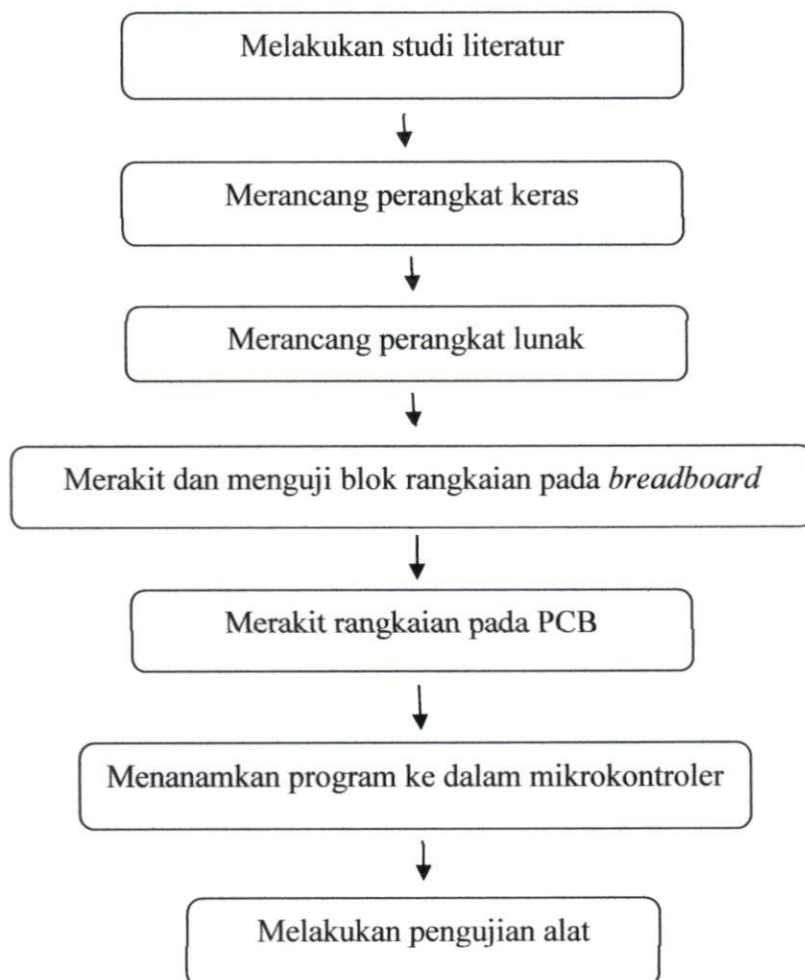 Melakukan studi literatur
Merancang perangkat keras
Merancang perangkat lunak
Merakit dan menguji blok rangkaian pada breadboard
Merakit rangkaian pada PCB
Menanamkan program ke dalam mikrokontroler
Melakukan pengujian alat